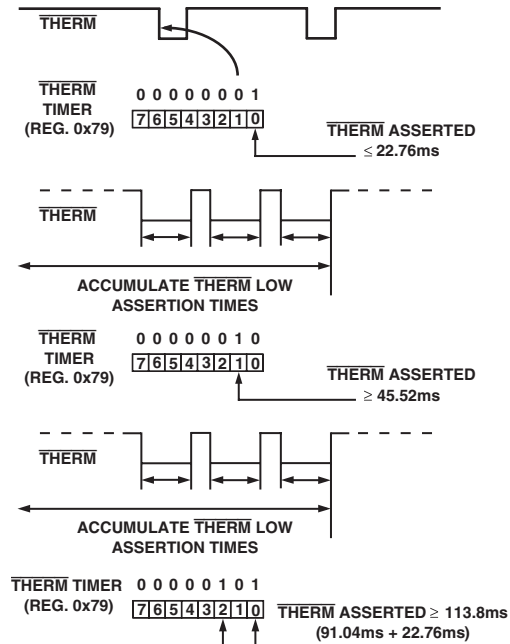 THERM
THERM
TIMER
(REG. 0x79)
0 0 0 0 0 0 0 1
7 6 5 4 3 2 1 0
THERM ASSERTED
≤ 22.76ms
THERM
ACCUMULATE THERM LOW
ASSERTION TIMES
THERM
TIMER
(REG. 0x79)
0 0 0 0 0 0 1 0
7 6 5 4 3 2 1 0
THERM ASSERTED
≥ 45.52ms
THERM
ACCUMULATE THERM LOW
ASSERTION TIMES
THERM TIMER
(REG. 0x79)
0 0 0 0 0 1 0 1
7 6 5 4 3 2 1 0
THERM ASSERTED ≥ 113.8ms
(91.04ms + 22.76ms)